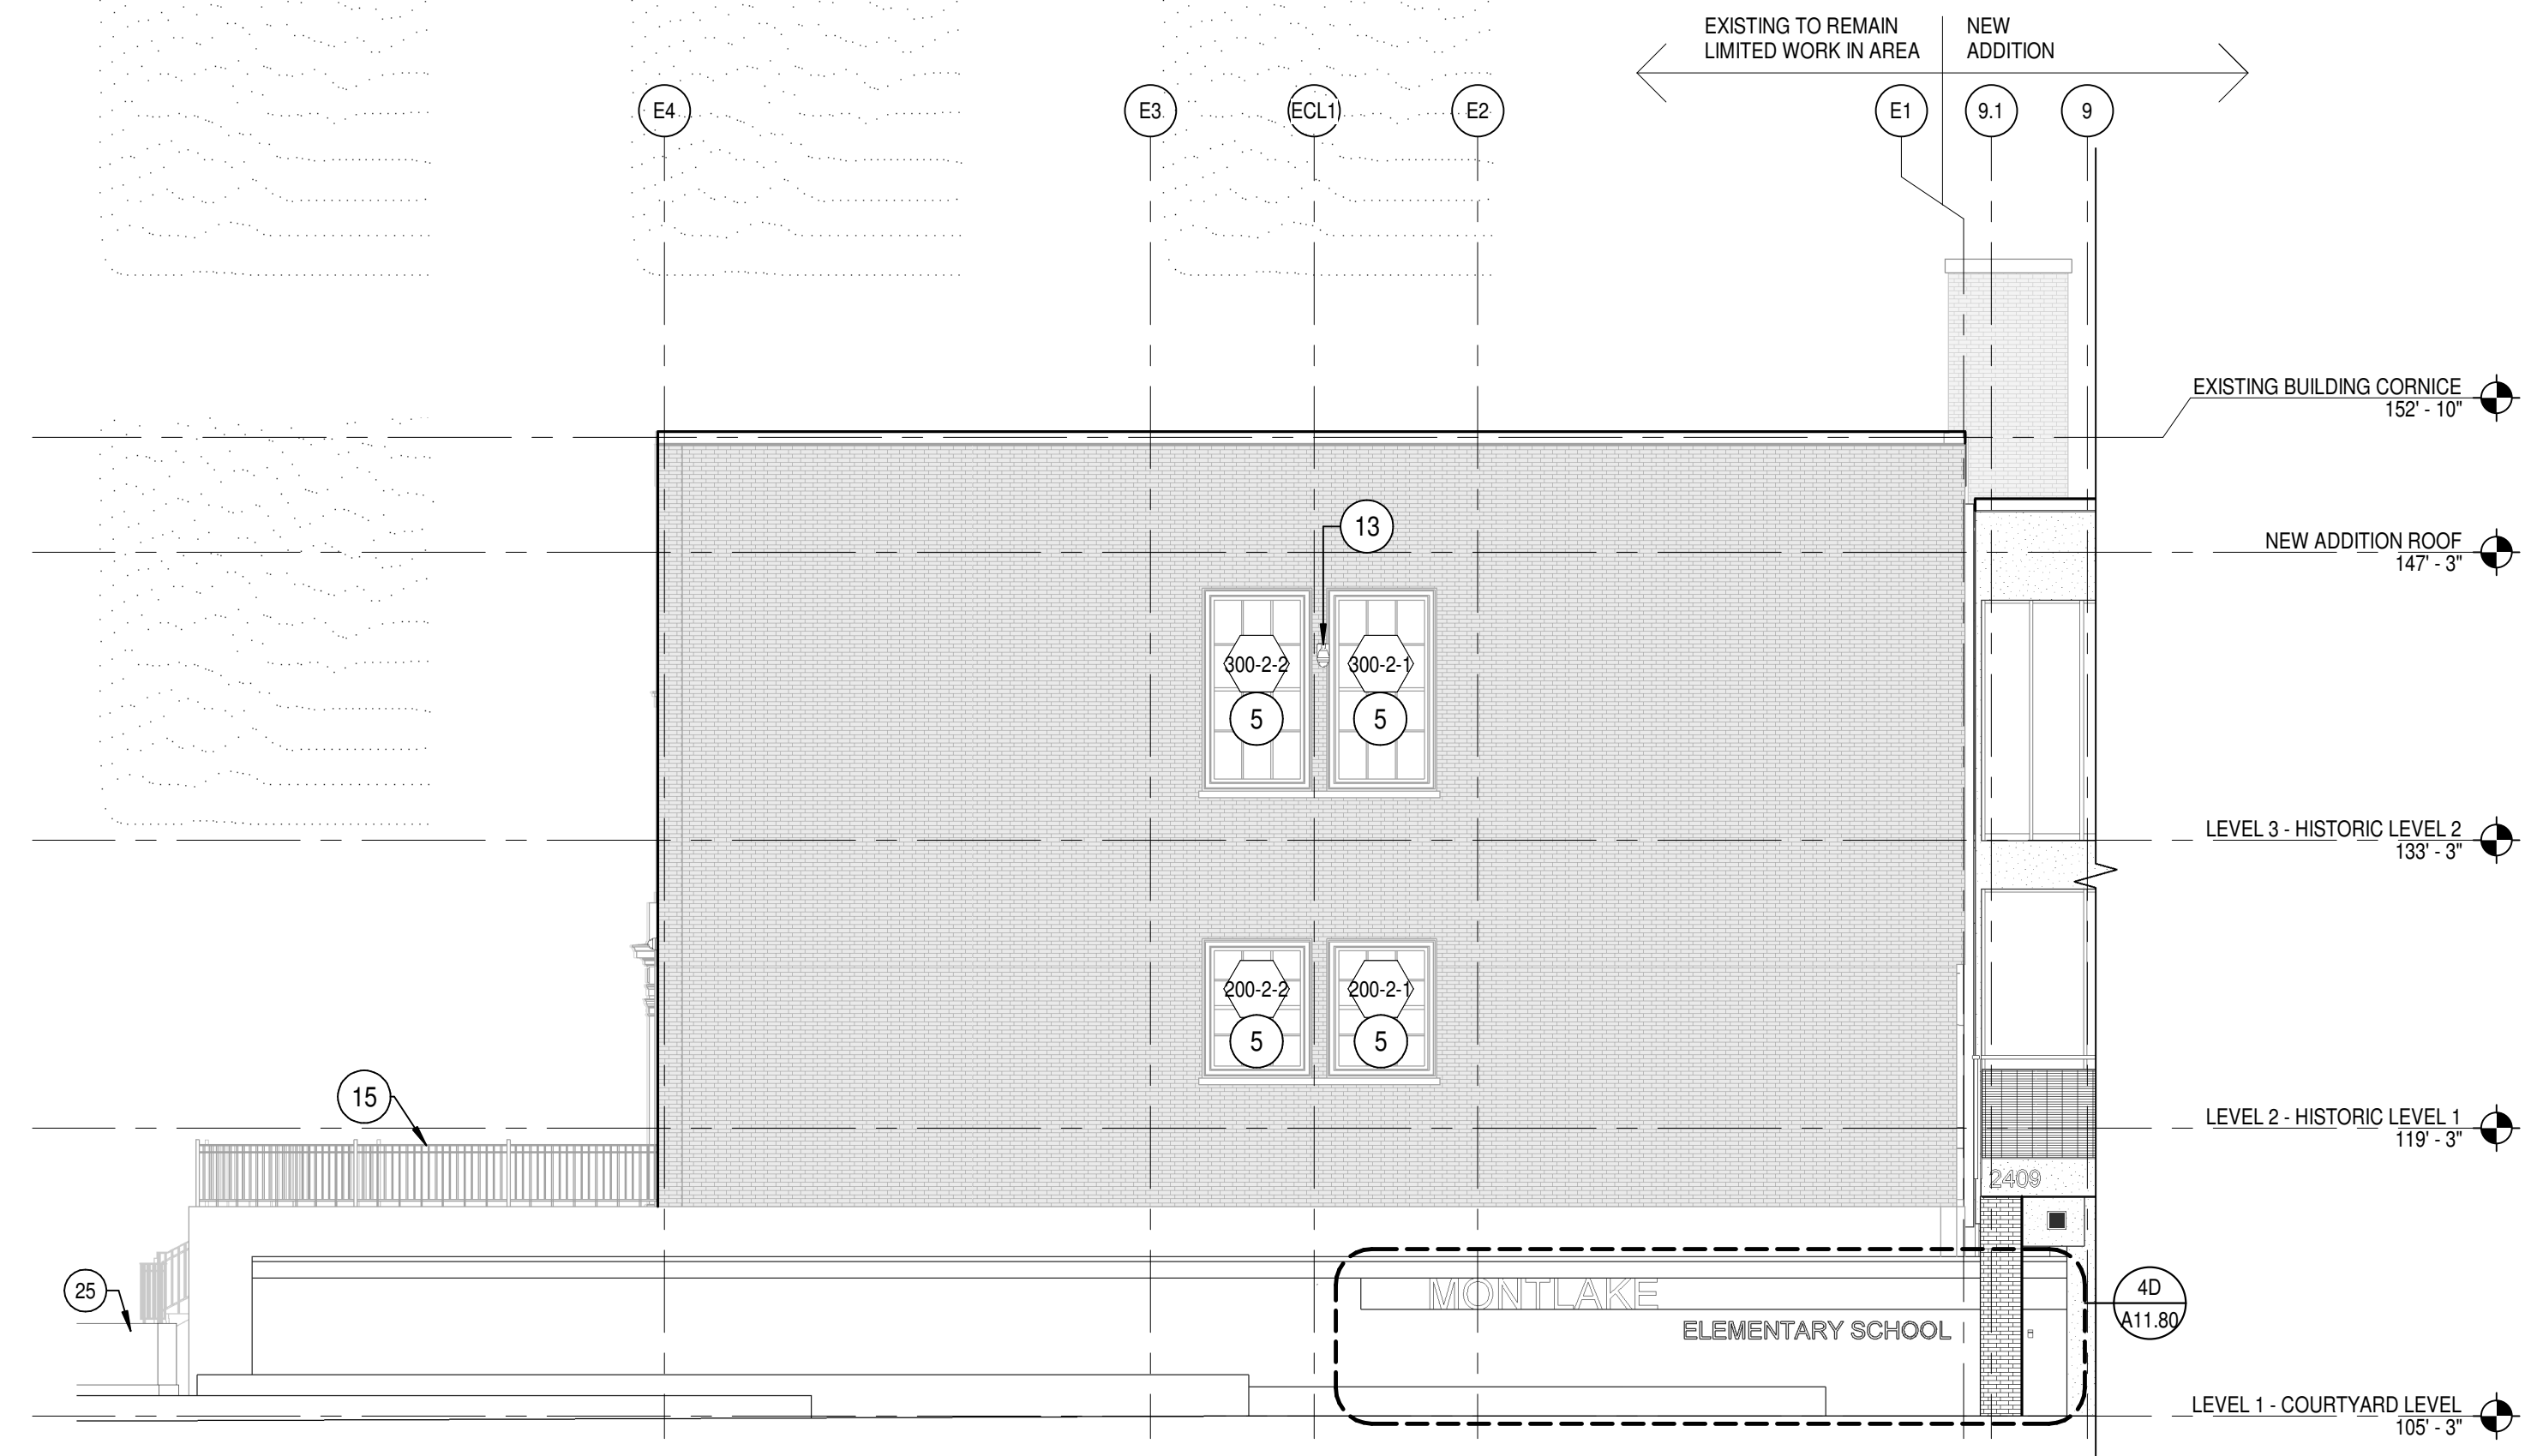 EXISTING TO REMAIN
LIMITED WORK IN AREA
NEW
ADDITION
E4
E3
ECL1
E2
E1
9.1
9
EXISTING BUILDING CORNICE
152' - 10"
13
NEW ADDITION ROOF
147' - 3"
300-2-2
300-2-1
5
5
LEVEL 3 - HISTORIC LEVEL 2
133' - 3"
200-2-2
200-2-1
5
5
15
LEVEL 2 - HISTORIC LEVEL 1
119' - 3"
2409
25
MONTLAKE
ELEMENTARY SCHOOL
4D
A11.80
LEVEL 1 - COURTYARD LEVEL
105' - 3"